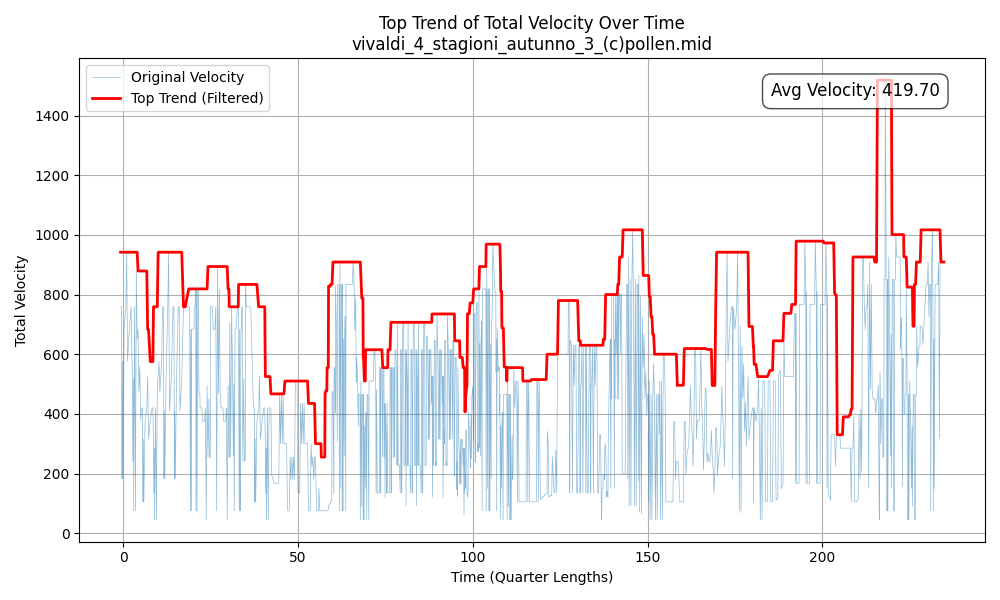 Top Trend of Total Velocity Over Time
vivaldi_4_stagioni_autunno_3_(c)pollen.mid
Original Velocity
Top Trend (Filtered)
Avg Velocity: 419.70
Total Velocity
1400
1200
1000
800
600
400
200
0
0 50 100 150 200
Time (Quarter Lengths)